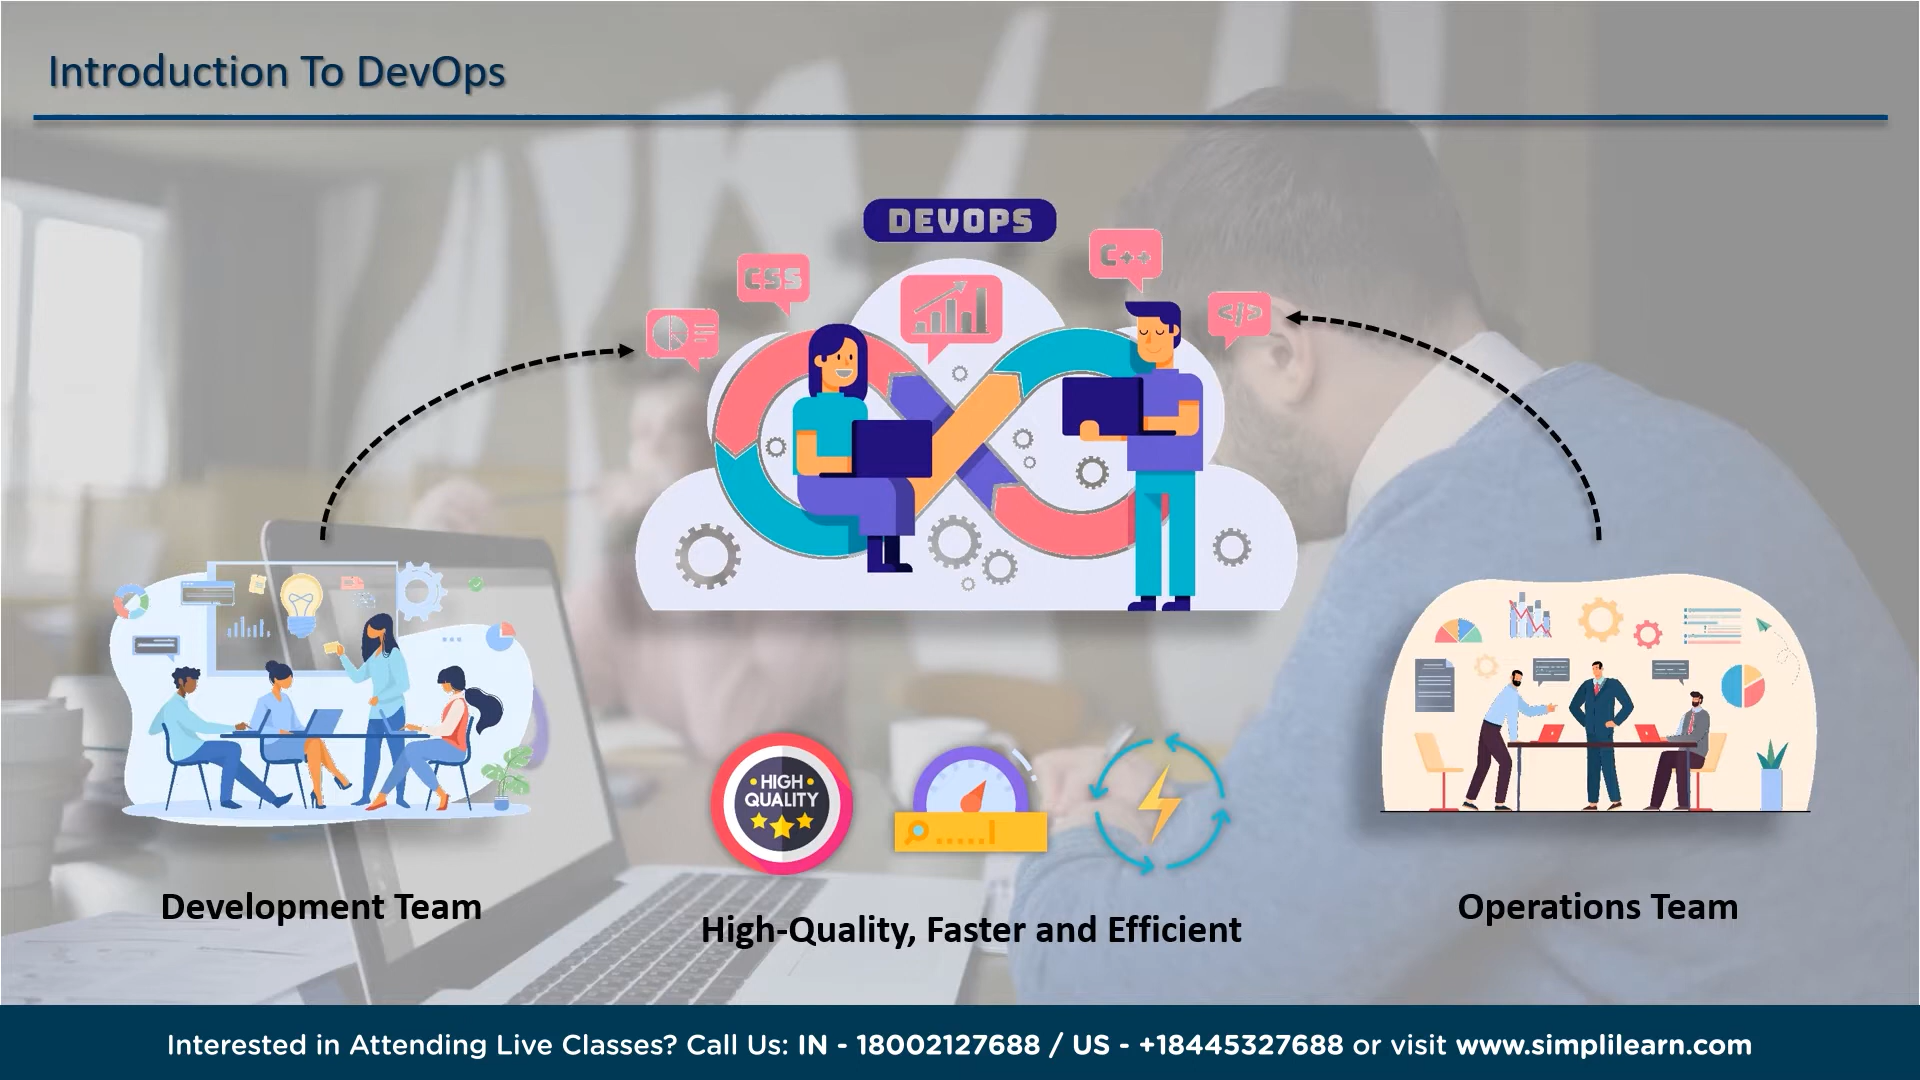 Introduction To DevOps
DEVOPS
CSS
C++
</>
HIGH
QUALITY
Development Team
High-Quality, Faster and Efficient
Operations Team
Interested in Attending Live Classes? Call Us: IN - 18002127688 / US - +18445327688 or visit www.simplilearn.com